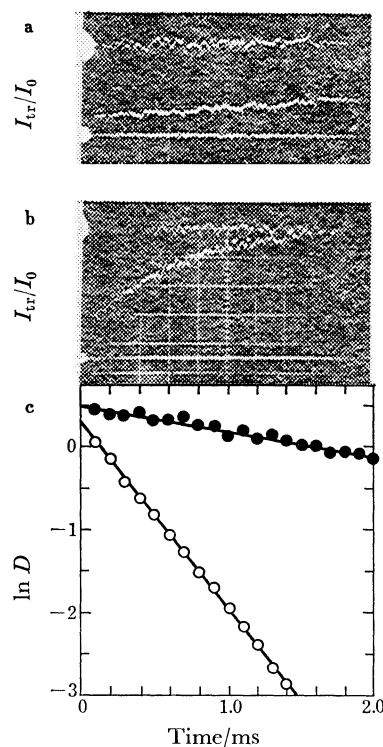 a
I_tr/I_0
b
I_tr/I_0
c
0
−1
−2
−3
ln D
0
1.0
2.0
Time/ms